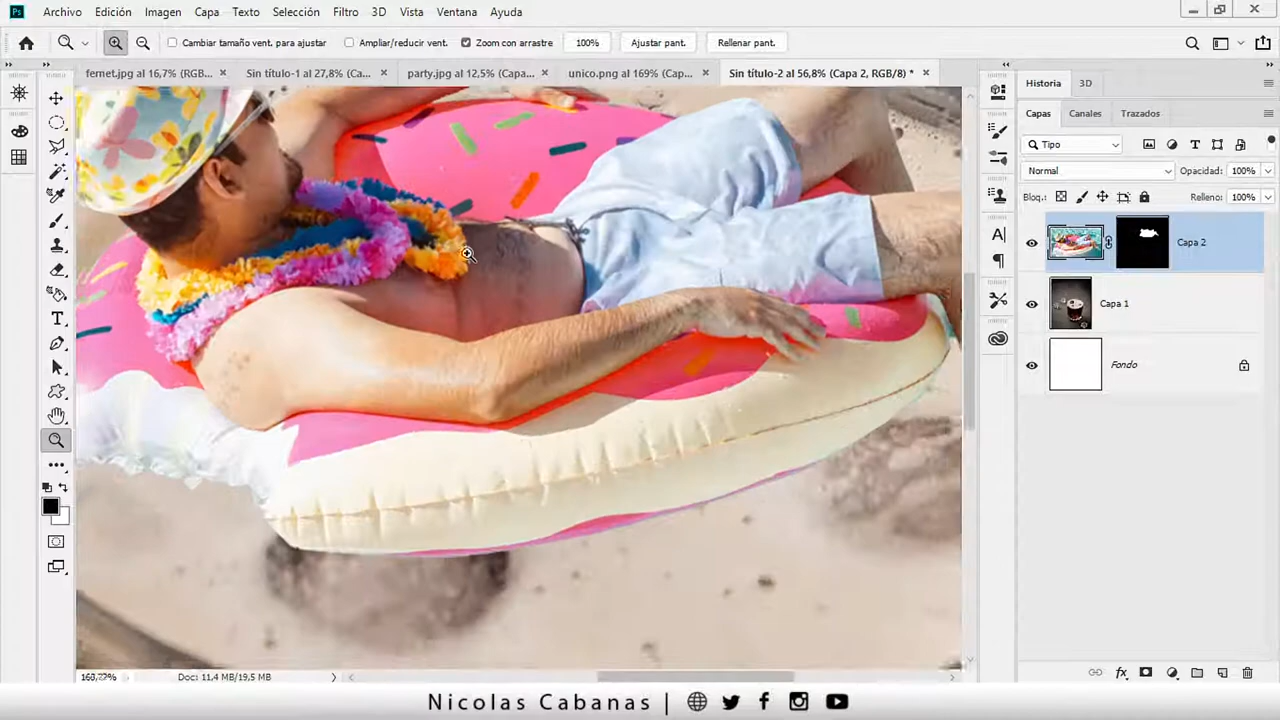 Ps Archivo Edición Imagen Capa Texto Selección Filtro 3D Vista Ventana Ayuda
Cambiar tamaño vent. para ajustar Ampliar/reducir vent. Zoom con arrastre 100% Ajustar pant. Rellenar pant.
fernet.jpg al 16,7% (RGB... Sin título-1 al 27,8% (Ca... party.jpg al 12,5% (Capa... unico.png al 169% (Capa... Sin título-2 al 56,8% (Capa 2, RGB/8) *
Historia 3D
Capas Canales Trazados
Tipo
Normal Opacidad: 100%
Bloq.: Relleno: 100%
Capa 2
Capa 1
Fondo
Doc: 11,4 MB/19,5 MB
Nicolas Cabanas |